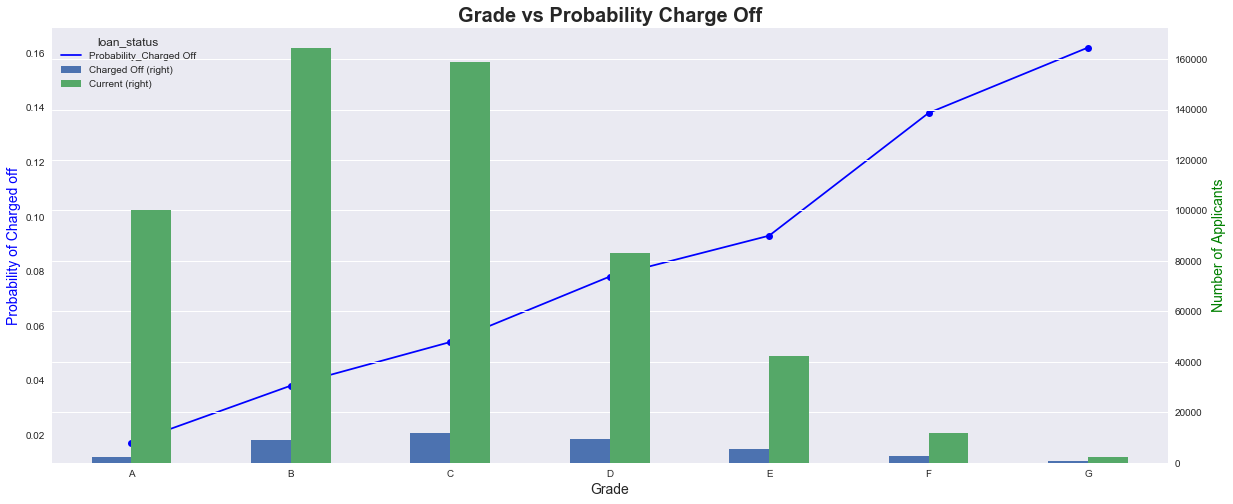 Grade vs Probability Charge Off
loan_status
Probability_Charged Off
Charged Off (right)
Current (right)
Probability of Charged off
0.16
0.14
0.12
0.10
0.08
0.06
0.04
0.02
160000
140000
120000
100000
80000
60000
40000
20000
0
Number of Applicants
A B C D E F G
Grade